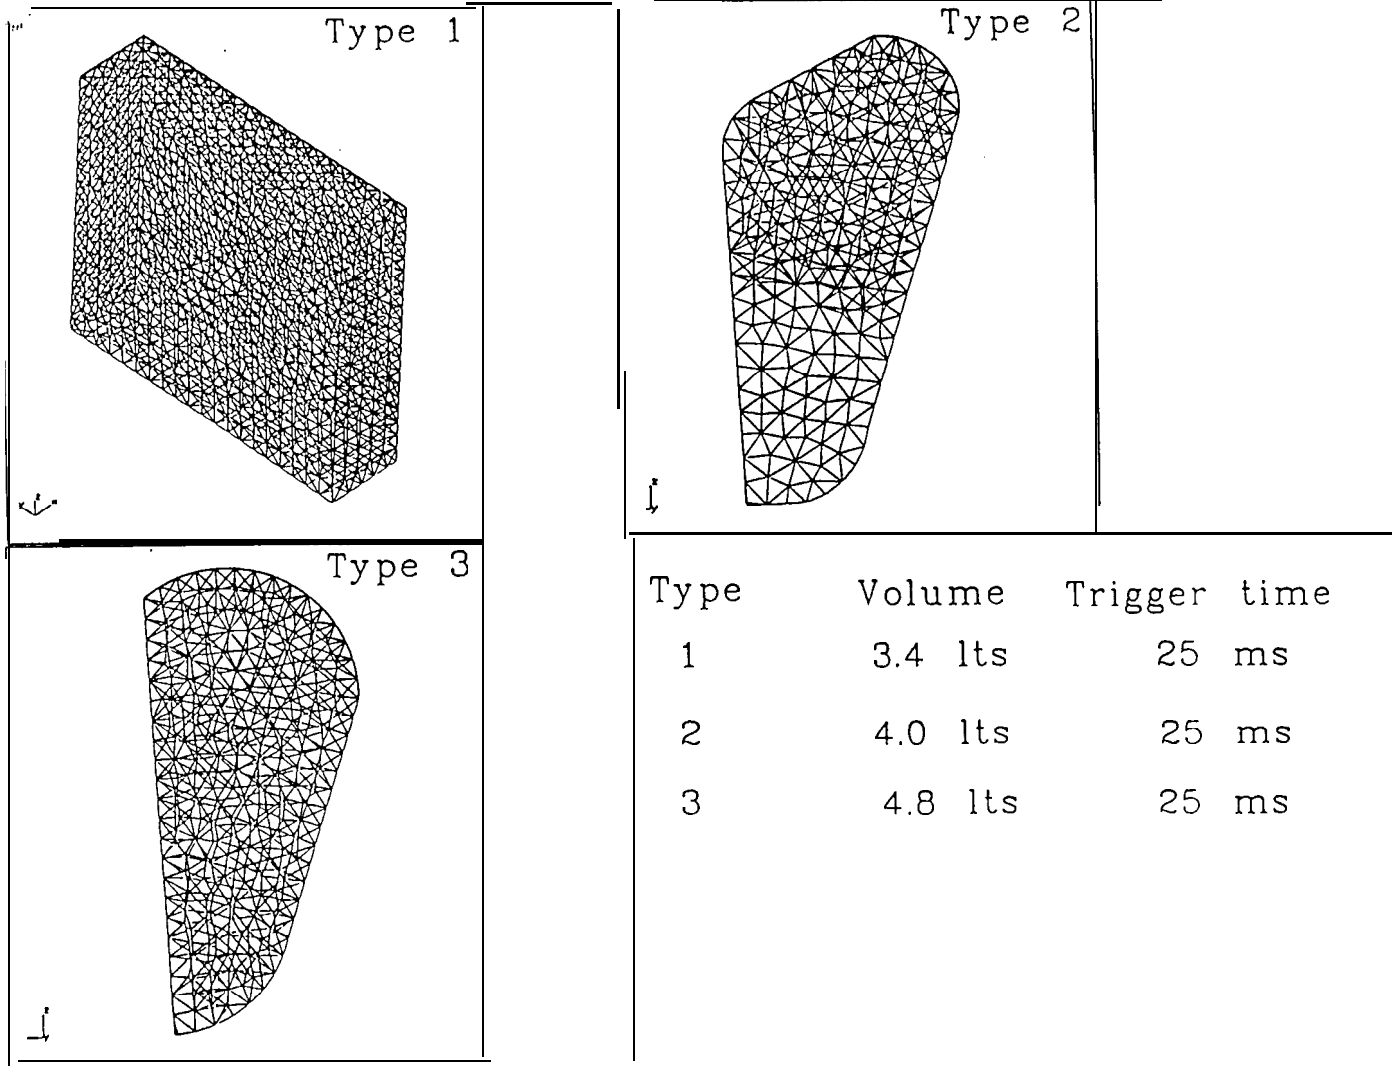 Type 1
Type 2
Type 3
Type Volume Trigger time
1 3.4 lts 25 ms
2 4.0 lts 25 ms
3 4.8 lts 25 ms